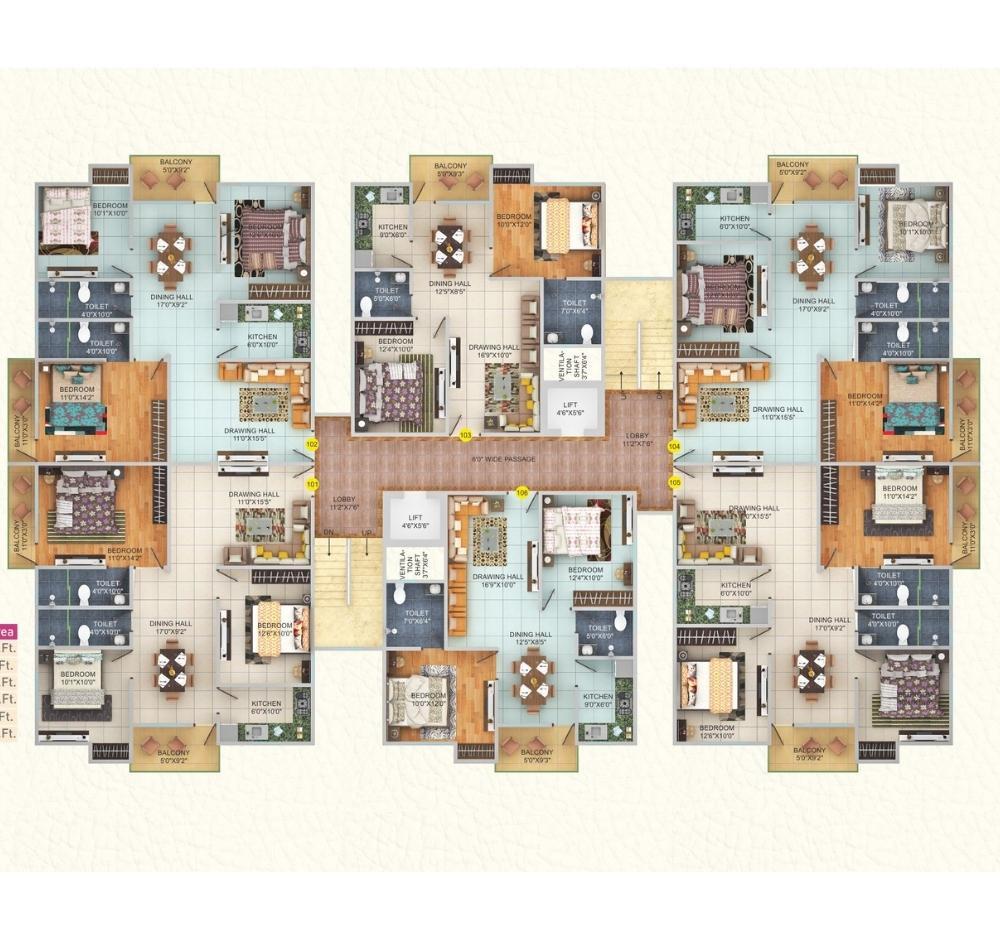 BALCONY
5'0"X9'2"
BEDROOM
10'1"X10'0"
DINING HALL
17'0"X9'2"
TOILET
4'0"X10'0"
TOILET
4'0"X10'0"
KITCHEN
6'0"X10'0"
BEDROOM
11'0"X14'2"
BALCONY
11'0"X3'0"
DRAWING HALL
11'0"X15'5"
102
BALCONY
5'9"X9'3"
KITCHEN
9'0"X6'0"
BEDROOM
10'0"X12'0"
DINING HALL
12'5"X8'5"
TOILET
5'0"X6'0"
TOILET
7'0"X6'4"
BEDROOM
12'4"X10'0"
DRAWING HALL
16'9"X10'0"
VENTILA-
TION
SHAFT
3'7"X6'4"
LIFT
4'6"X5'6"
103
BALCONY
5'0"X9'2"
KITCHEN
6'0"X10'0"
BEDROOM
10'1"X10'0"
DINING HALL
17'0"X9'2"
TOILET
4'0"X10'0"
TOILET
4'0"X10'0"
BEDROOM
11'0"X14'2"
BALCONY
11'0"X3'0"
DRAWING HALL
11'0"X15'5"
104
LOBBY
11'2"X7'6"
6'0" WIDE PASSAGE
LOBBY
11'2"X7'6"
DN
UP
101
DRAWING HALL
11'0"X15'5"
BALCONY
11'0"X3'0"
BEDROOM
11'0"X14'2"
TOILET
4'0"X10'0"
TOILET
4'0"X10'0"
DINING HALL
17'0"X9'2"
BEDROOM
12'6"X10'0"
BEDROOM
10'1"X10'0"
KITCHEN
6'0"X10'0"
BALCONY
5'0"X9'2"
106
LIFT
4'6"X5'6"
VENTILA-
TION
SHAFT
3'7"X6'4"
DRAWING HALL
16'9"X10'0"
BEDROOM
12'4"X10'0"
TOILET
7'0"X6'4"
TOILET
5'0"X6'0"
DINING HALL
12'5"X8'5"
BEDROOM
10'0"X12'0"
KITCHEN
9'0"X6'0"
BALCONY
5'0"X9'3"
105
BEDROOM
11'0"X14'2"
DRAWING HALL
BALCONY
11'0"X3'0"
TOILET
4'0"X10'0"
KITCHEN
6'0"X10'0"
TOILET
4'0"X10'0"
DINING HALL
17'0"X9'2"
BEDROOM
12'6"X10'0"
BALCONY
5'0"X9'2"
rea
Ft.
Ft.
Ft.
Ft.
Ft.
Ft.